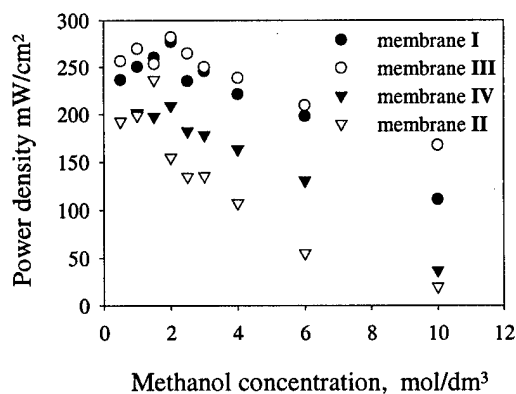 Power density mW/cm²
300
250
200
150
100
50
0
0
2
4
6
8
10
12
Methanol concentration, mol/dm³
membrane I
membrane III
membrane IV
membrane II